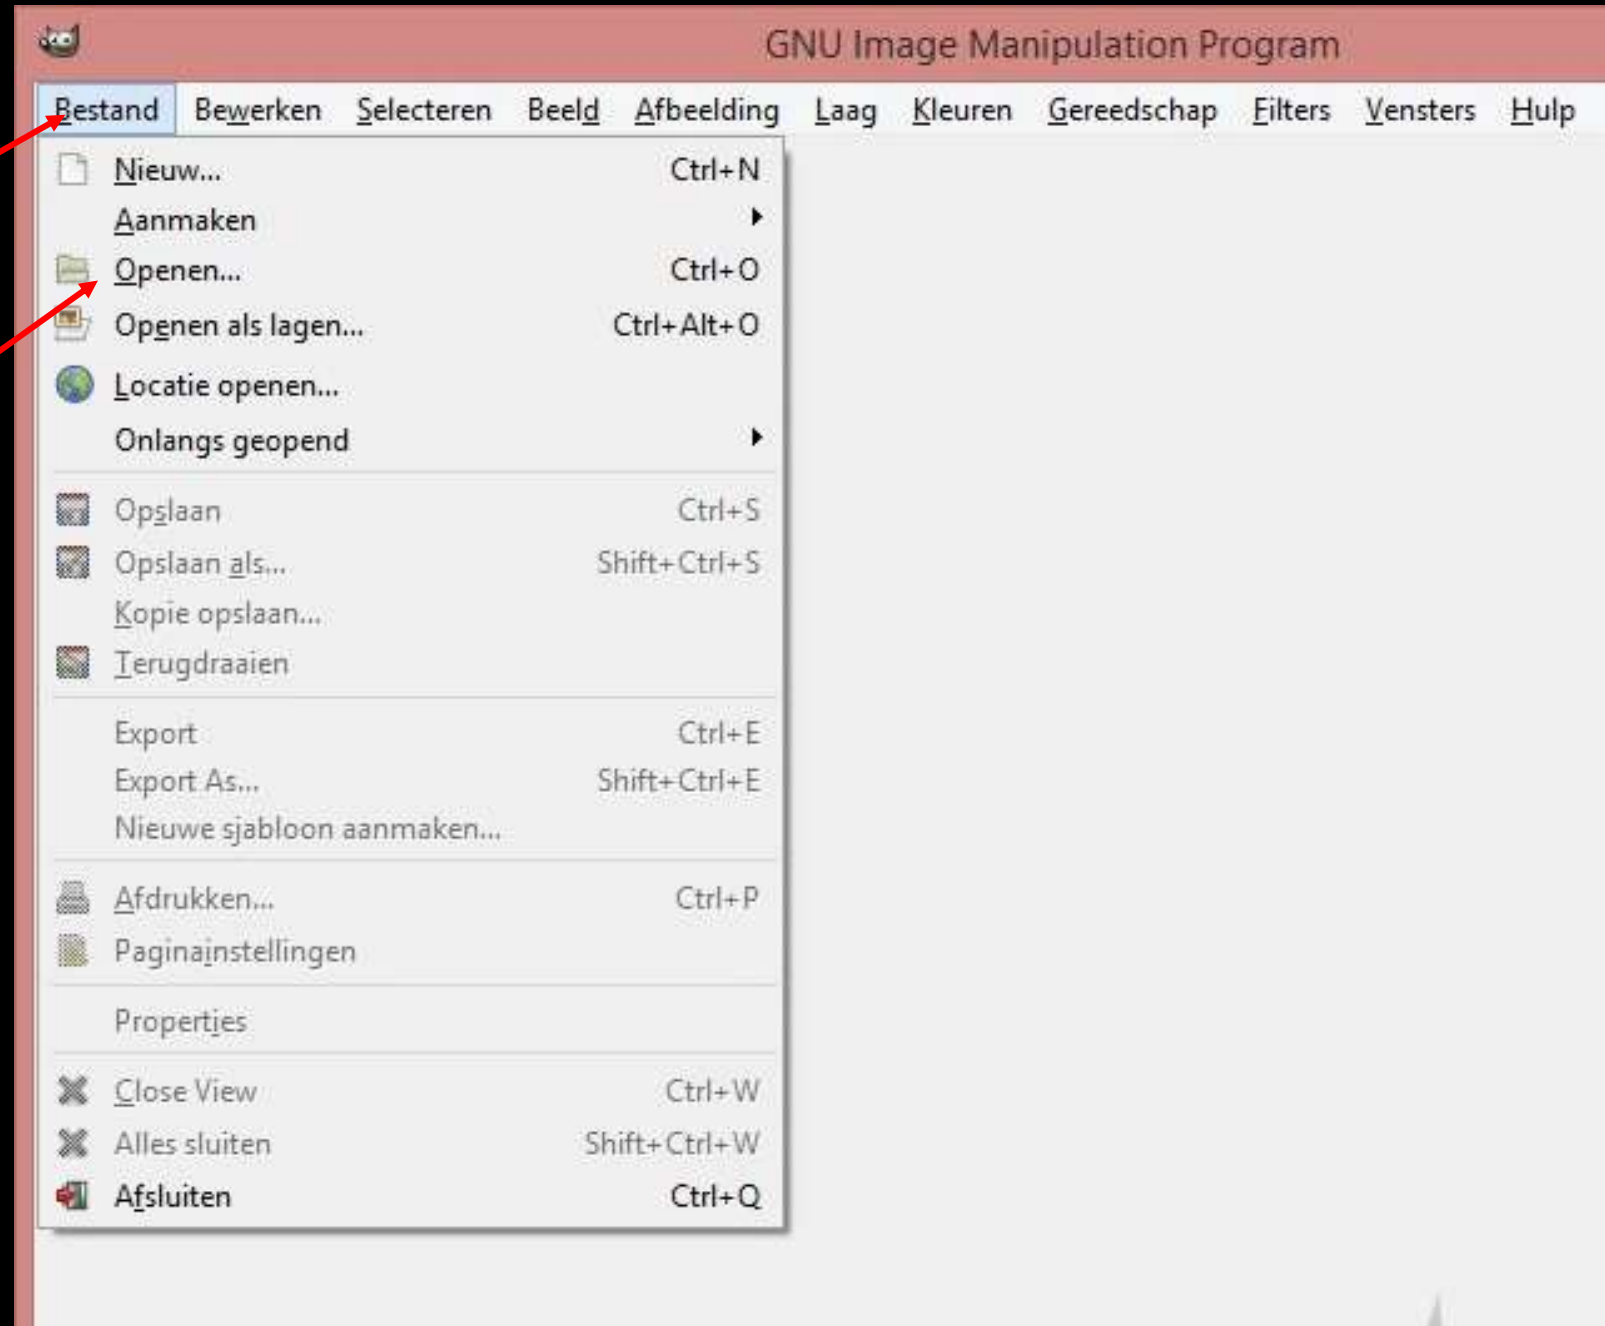 GNU Image Manipulation Program
Bestand Bewerken Selecteren Beeld Afbeelding Laag Kleuren Gereedschap Filters Vensters Hulp
Nieuw... Ctrl+N
Aanmaken
Openen... Ctrl+O
Openen als lagen... Ctrl+Alt+O
Locatie openen...
Onlangs geopend
Opslaan Ctrl+S
Opslaan als... Shift+Ctrl+S
Kopie opslaan...
Terugdraaien
Export Ctrl+E
Export As... Shift+Ctrl+E
Nieuwe sjabloon aanmaken...
Afdrukken... Ctrl+P
Paginainstellingen
Properties
Close View Ctrl+W
Alles sluiten Shift+Ctrl+W
Afsluiten Ctrl+Q